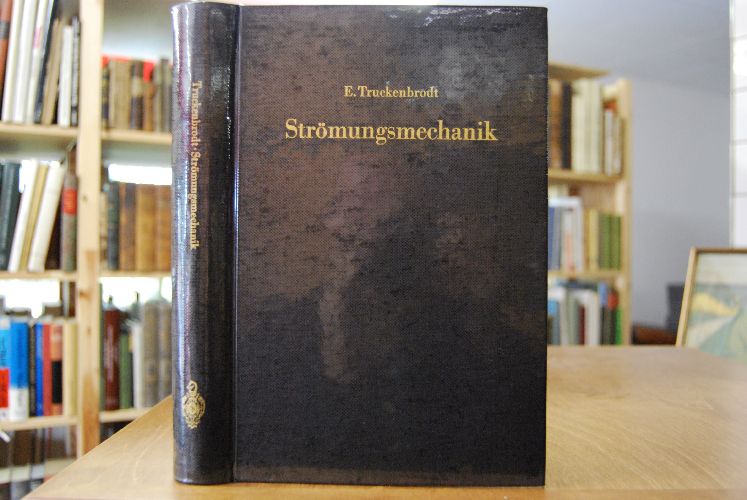 E. Truckenbrodt
Strömungsmechanik
Truckenbrodt · Strömungsmechanik